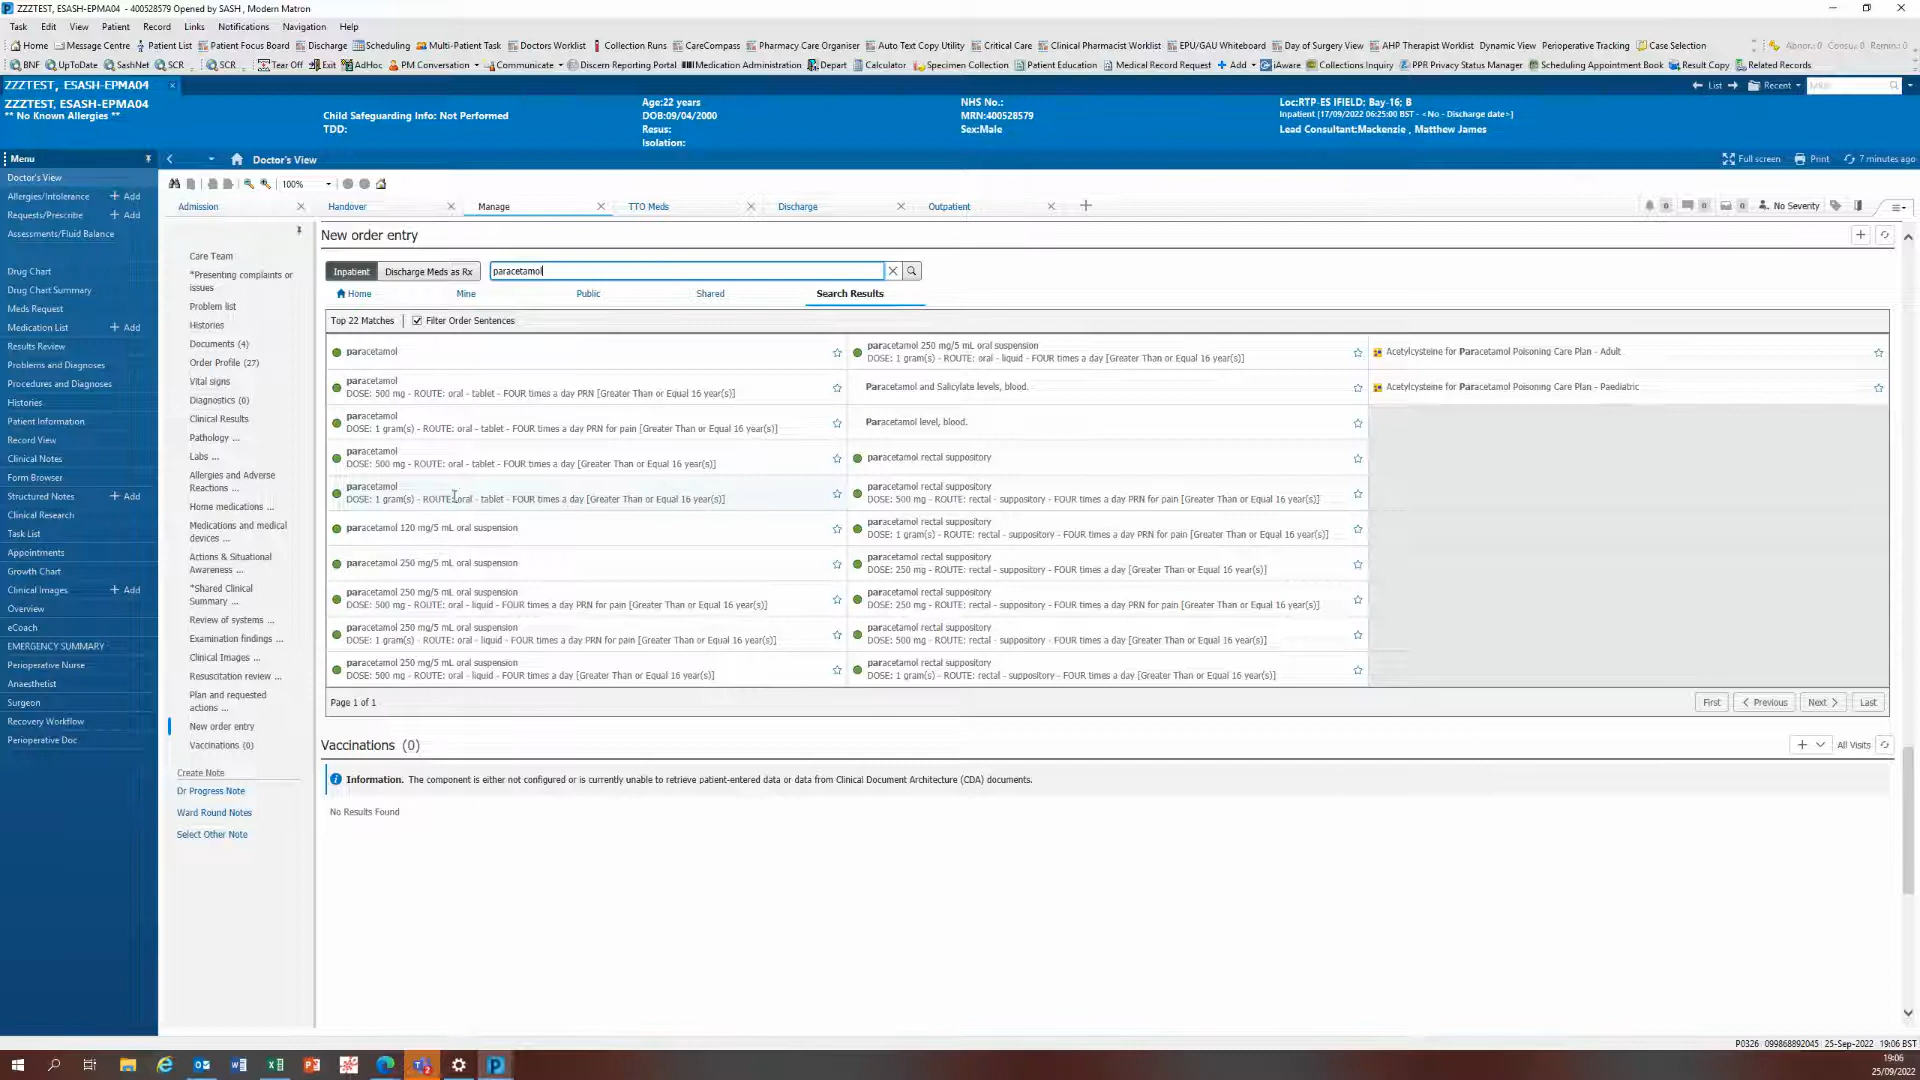 ZZZTEST, ESASH-EPMA04 - 400528579 Opened by SASH , Modern Matron
Task Edit View Patient Record Links Notifications Navigation Help
Home Message Centre Patient List Patient Focus Board Discharge Scheduling Multi-Patient Task Doctors Worklist Collection Runs CareCompass Pharmacy Care Organiser Auto Text Copy Utility Critical Care Clinical Pharmacist Worklist EPU/GAU Whiteboard Day of Surgery View AHP Therapist Worklist Dynamic View Perioperative Tracking Case Selection Abnor.: 0 Consu.: 0 Remin.: 0
BNF UpToDate SashNet SCR SCR Tear Off Exit AdHoc PM Conversation Communicate Discern Reporting Portal Medication Administration Depart Calculator Specimen Collection Patient Education Medical Record Request Add iAware Collections Inquiry PPR Privacy Status Manager Scheduling Appointment Book Result Copy Related Records
ZZZTEST, ESASH-EPMA04 List Recent
ZZZTEST, ESASH-EPMA04 Age:22 years NHS No.: Loc:RTP-ES IFIELD; Bay-16; B
** No Known Allergies ** Child Safeguarding Info: Not Performed DOB:09/04/2000 MRN:400528579 Inpatient [17/09/2022 06:25:00 BST - <No - Discharge date>]
TDD: Resus: Sex:Male Lead Consultant:Mackenzie , Matthew James
Isolation:
Menu Doctor's View Full screen Print 7 minutes ago
Doctor's View
Allergies/Intolerance + Add
Requests/Prescribe + Add
Assessments/Fluid Balance
Drug Chart
Drug Chart Summary
Meds Request
Medication List + Add
Results Review
Problems and Diagnoses
Procedures and Diagnoses
Histories
Patient Information
Record View
Clinical Notes
Form Browser
Structured Notes + Add
Clinical Research
Task List
Appointments
Growth Chart
Clinical Images + Add
Overview
eCoach
EMERGENCY SUMMARY
Perioperative Nurse
Anaesthetist
Surgeon
Recovery Workflow
Perioperative Doc
100%
Admission Handover Manage TTO Meds Discharge Outpatient 0 0 0 No Severity
Care Team
*Presenting complaints or
issues
Problem list
Histories
Documents (4)
Order Profile (27)
Vital signs
Diagnostics (0)
Clinical Results
Pathology ...
Labs ...
Allergies and Adverse
Reactions ...
Home medications ...
Medications and medical
devices ...
Actions & Situational
Awareness ...
*Shared Clinical
Summary ...
Review of systems ...
Examination findings ...
Clinical Images ...
Resuscitation review ...
Plan and requested
actions ...
New order entry
Vaccinations (0)
Create Note
Dr Progress Note
Ward Round Notes
Select Other Note
New order entry
Inpatient Discharge Meds as Rx paracetamol
Home Mine Public Shared Search Results
Top 22 Matches Filter Order Sentences
paracetamol
paracetamol
DOSE: 500 mg - ROUTE: oral - tablet - FOUR times a day PRN [Greater Than or Equal 16 year(s)]
paracetamol
DOSE: 1 gram(s) - ROUTE: oral - tablet - FOUR times a day PRN for pain [Greater Than or Equal 16 year(s)]
paracetamol
DOSE: 500 mg - ROUTE: oral - tablet - FOUR times a day [Greater Than or Equal 16 year(s)]
paracetamol
DOSE: 1 gram(s) - ROUTE: oral - tablet - FOUR times a day [Greater Than or Equal 16 year(s)]
paracetamol 120 mg/5 mL oral suspension
paracetamol 250 mg/5 mL oral suspension
paracetamol 250 mg/5 mL oral suspension
DOSE: 500 mg - ROUTE: oral - liquid - FOUR times a day PRN for pain [Greater Than or Equal 16 year(s)]
paracetamol 250 mg/5 mL oral suspension
DOSE: 1 gram(s) - ROUTE: oral - liquid - FOUR times a day PRN for pain [Greater Than or Equal 16 year(s)]
paracetamol 250 mg/5 mL oral suspension
DOSE: 500 mg - ROUTE: oral - liquid - FOUR times a day [Greater Than or Equal 16 year(s)]
paracetamol 250 mg/5 mL oral suspension
DOSE: 1 gram(s) - ROUTE: oral - liquid - FOUR times a day [Greater Than or Equal 16 year(s)]
Paracetamol and Salicylate levels, blood.
Paracetamol level, blood.
paracetamol rectal suppository
paracetamol rectal suppository
DOSE: 500 mg - ROUTE: rectal - suppository - FOUR times a day PRN for pain [Greater Than or Equal 16 year(s)]
paracetamol rectal suppository
DOSE: 1 gram(s) - ROUTE: rectal - suppository - FOUR times a day PRN for pain [Greater Than or Equal 16 year(s)]
paracetamol rectal suppository
DOSE: 250 mg - ROUTE: rectal - suppository - FOUR times a day [Greater Than or Equal 16 year(s)]
paracetamol rectal suppository
DOSE: 250 mg - ROUTE: rectal - suppository - FOUR times a day PRN for pain [Greater Than or Equal 16 year(s)]
paracetamol rectal suppository
DOSE: 500 mg - ROUTE: rectal - suppository - FOUR times a day [Greater Than or Equal 16 year(s)]
paracetamol rectal suppository
DOSE: 1 gram(s) - ROUTE: rectal - suppository - FOUR times a day [Greater Than or Equal 16 year(s)]
Acetylcysteine for Paracetamol Poisoning Care Plan - Adult
Acetylcysteine for Paracetamol Poisoning Care Plan - Paediatric
Page 1 of 1 First Previous Next Last
Vaccinations (0) All Visits
Information. The component is either not configured or is currently unable to retrieve patient-entered data or data from Clinical Document Architecture (CDA) documents.
No Results Found
P0326 099868892045 25-Sep-2022 19:06 BST
19:06
25/09/2022